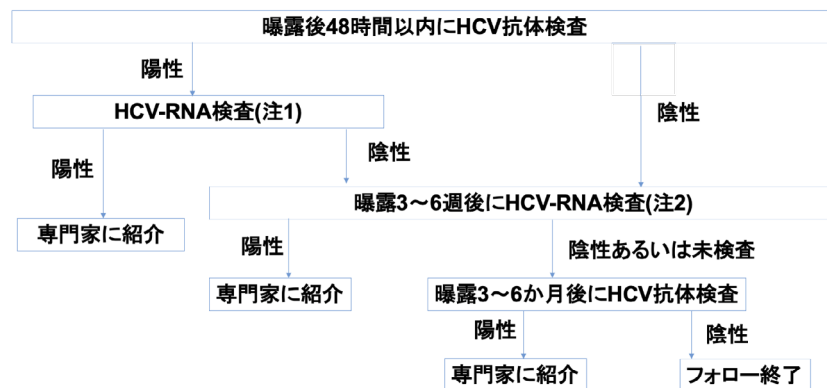 曝露後48時間以内にHCV抗体検査
陽性
HCV-RNA検査(注1)
陰性
陽性
陰性
曝露3～6週後にHCV-RNA検査(注2)
専門家に紹介
陽性
陰性あるいは未検査
専門家に紹介
曝露3～6か月後にHCV抗体検査
陽性
陰性
専門家に紹介
フォロー終了